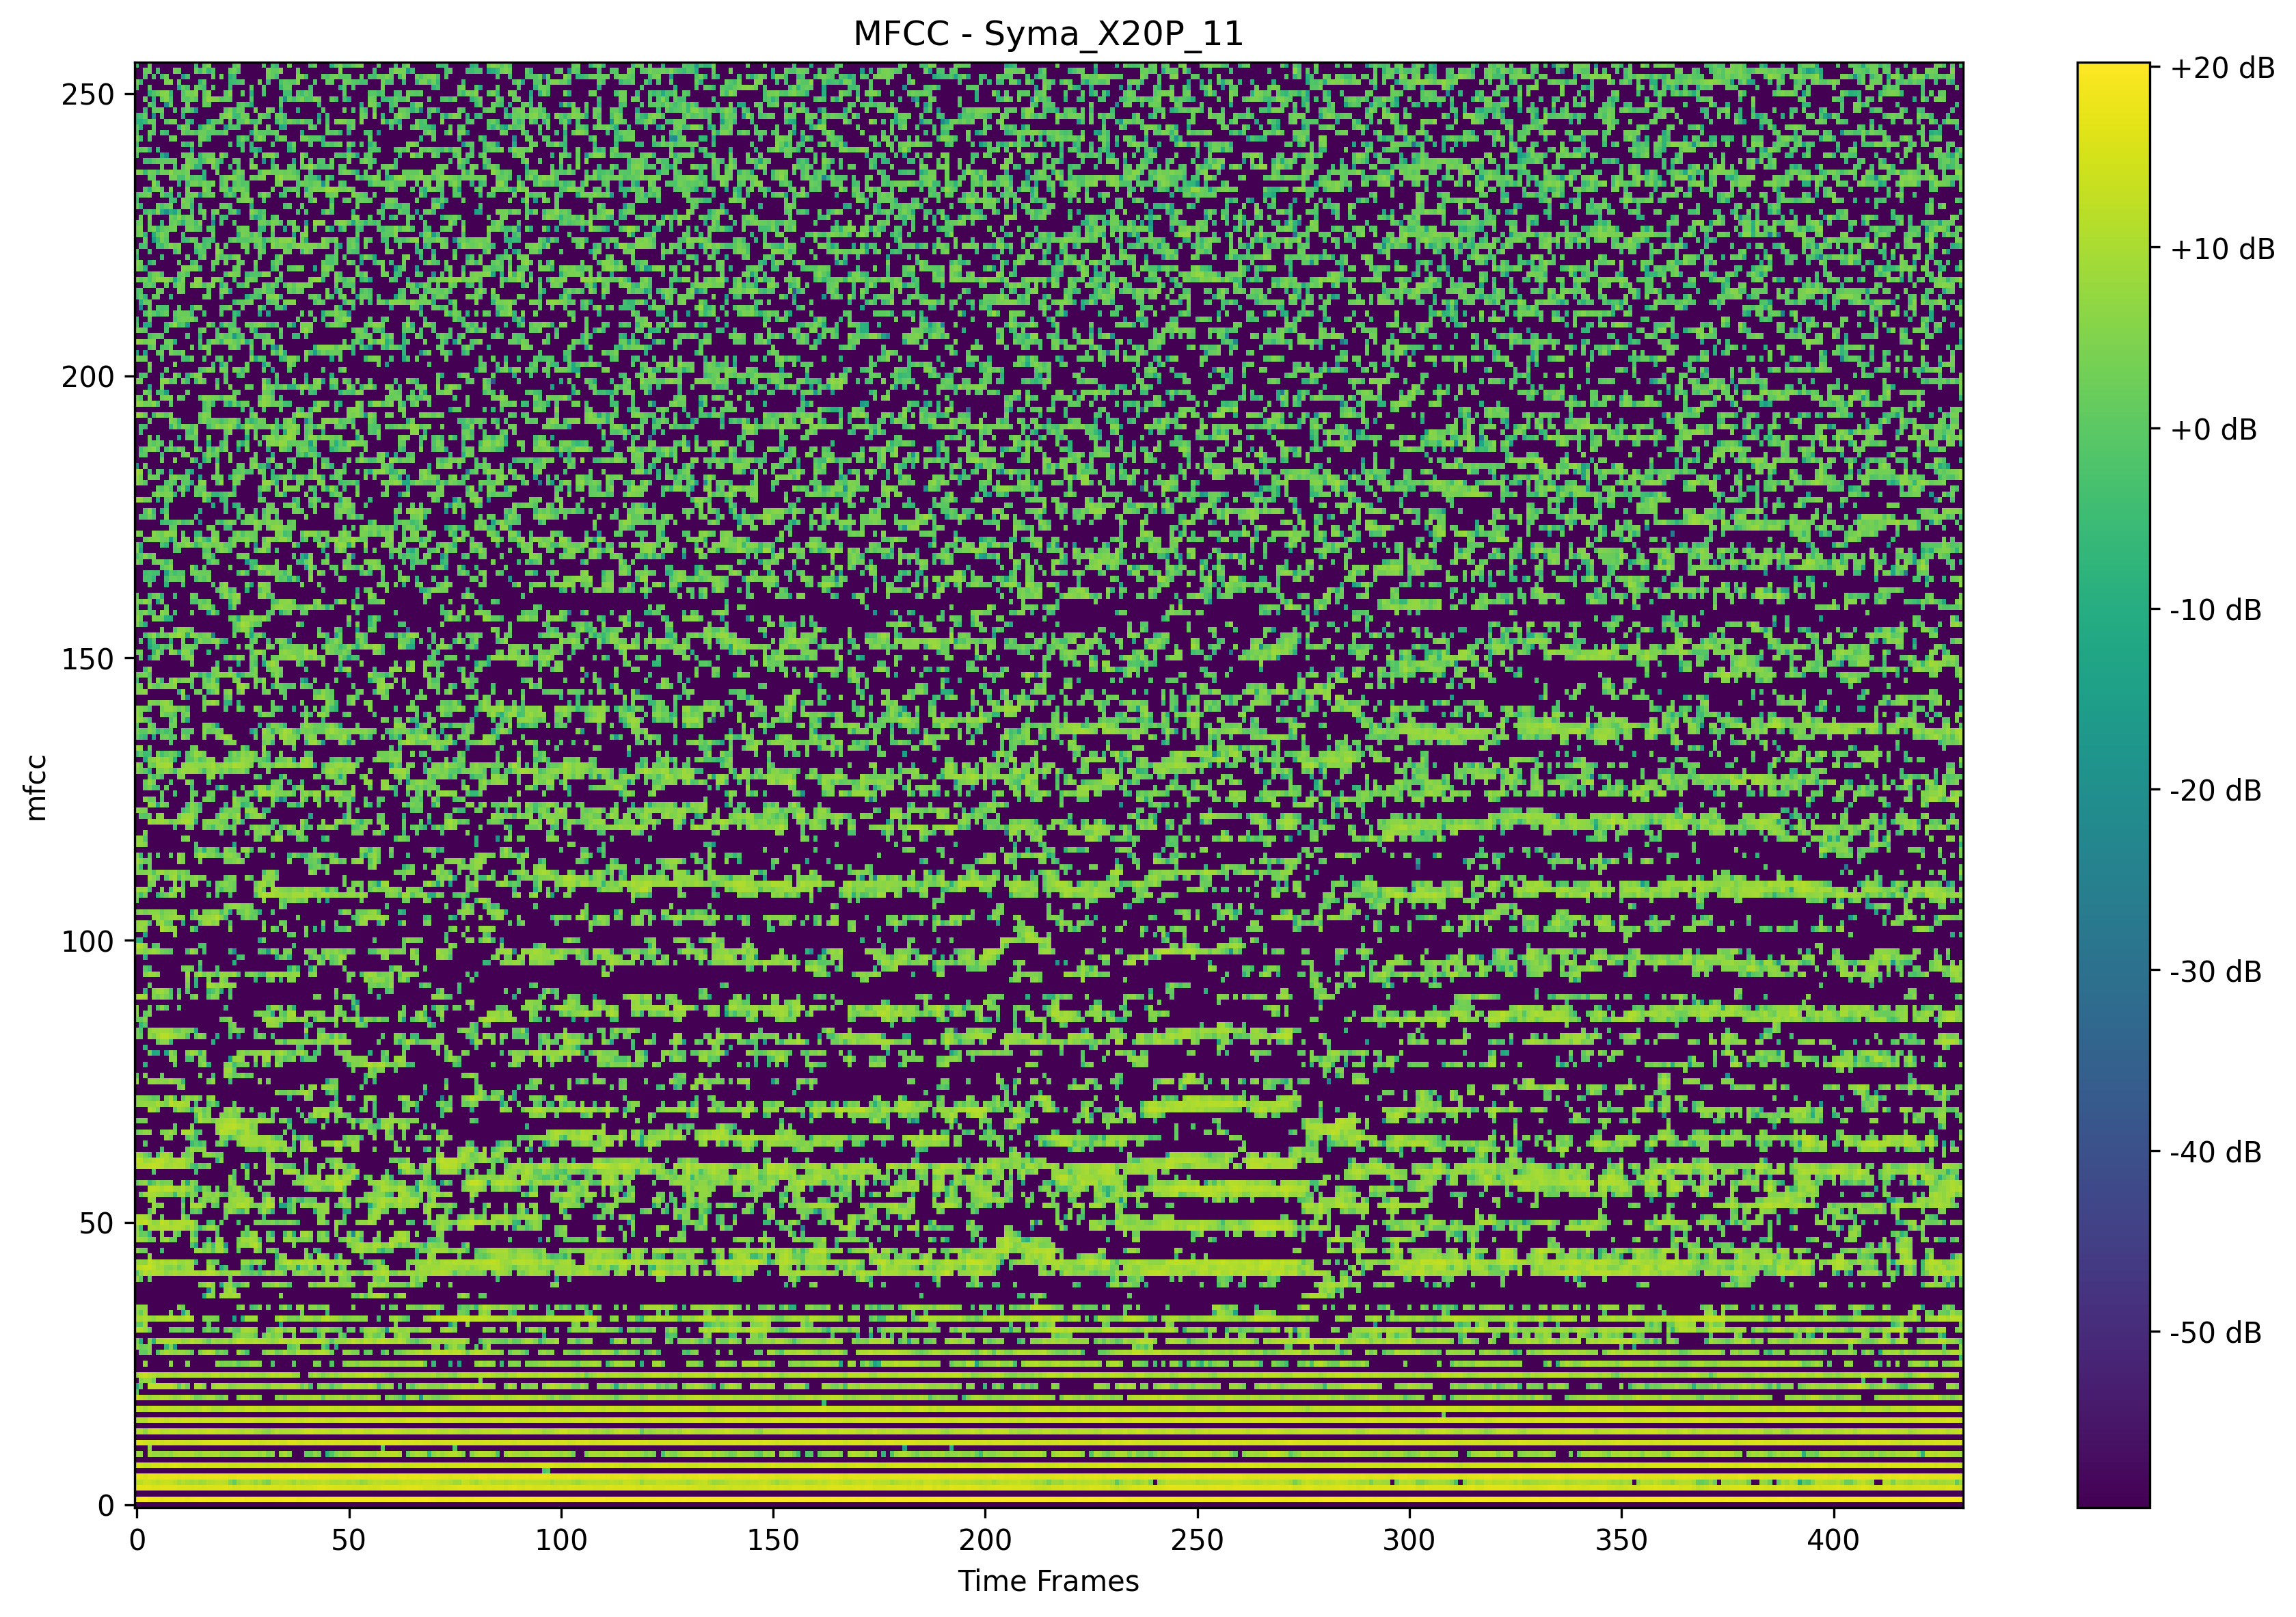 MFCC - Syma_X20P_11
250
200
150
100
50
0
mfcc
0 50 100 150 200 250 300 350 400
Time Frames
+20 dB
+10 dB
+0 dB
-10 dB
-20 dB
-30 dB
-40 dB
-50 dB